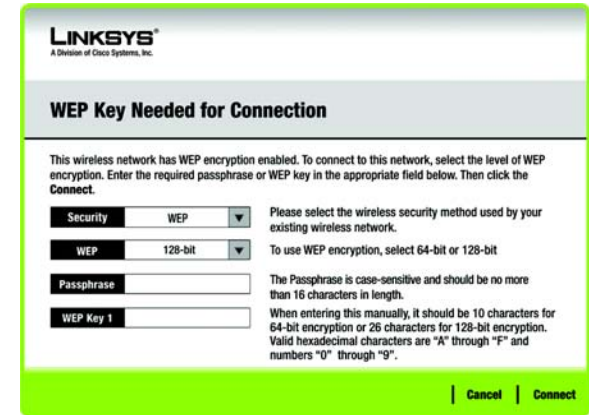 LINKSYS®
A Division of Cisco Systems, Inc.
WEP Key Needed for Connection
This wireless network has WEP encryption enabled. To connect to this network, select the level of WEP
encryption. Enter the required passphrase or WEP key in the appropriate field below. Then click the
Connect.
Security WEP
Please select the wireless security method used by your
existing wireless network.
WEP 128-bit
To use WEP encryption, select 64-bit or 128-bit
Passphrase
The Passphrase is case-sensitive and should be no more
than 16 characters in length.
WEP Key 1
When entering this manually, it should be 10 characters for
64-bit encryption or 26 characters for 128-bit encryption.
Valid hexadecimal characters are "A" through "F" and
numbers "0" through "9".
Cancel Connect